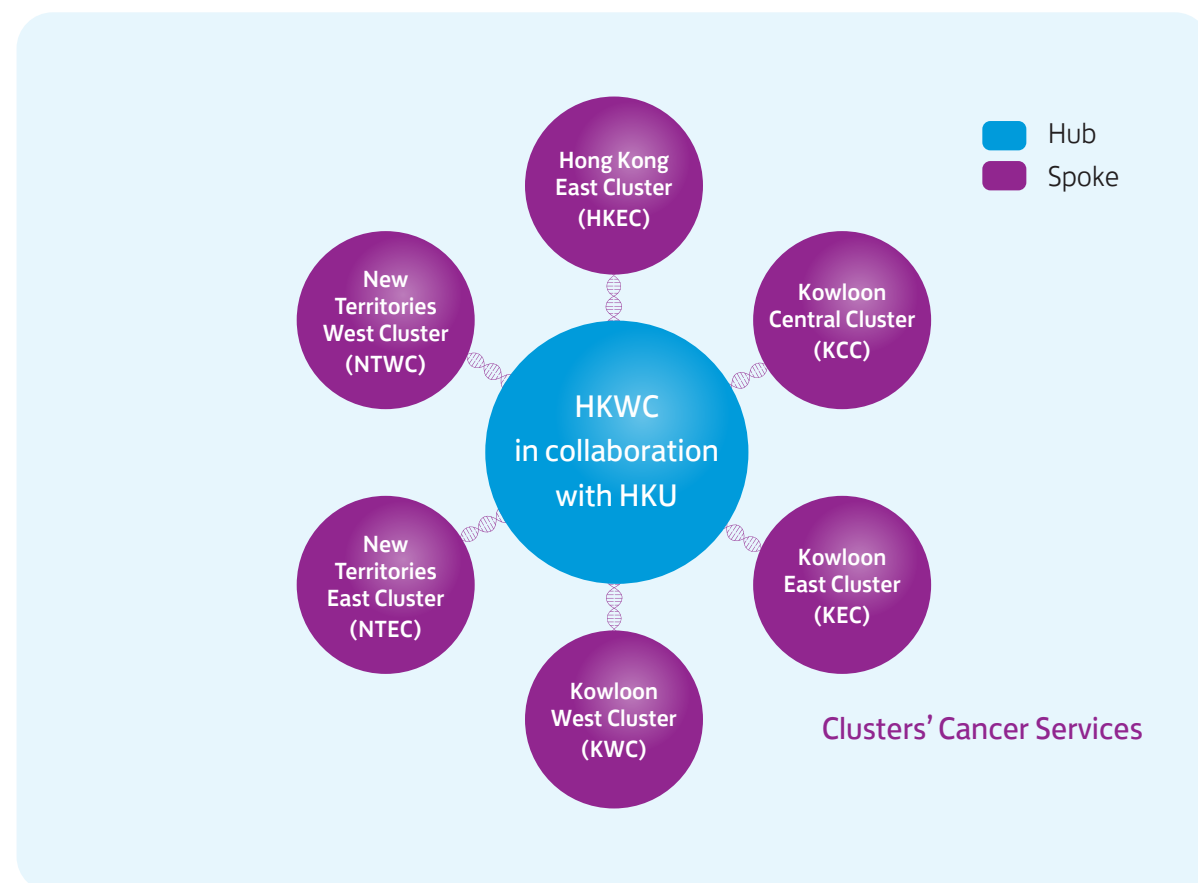 Hong Kong
East Cluster
(HKEC)
Hub
Spoke
New
Territories
West Cluster
(NTWC)
Kowloon
Central Cluster
(KCC)
HKWC
in collaboration
with HKU
New
Territories
East Cluster
(NTEC)
Kowloon
East Cluster
(KEC)
Kowloon
West Cluster
(KWC)
Clusters’ Cancer Services